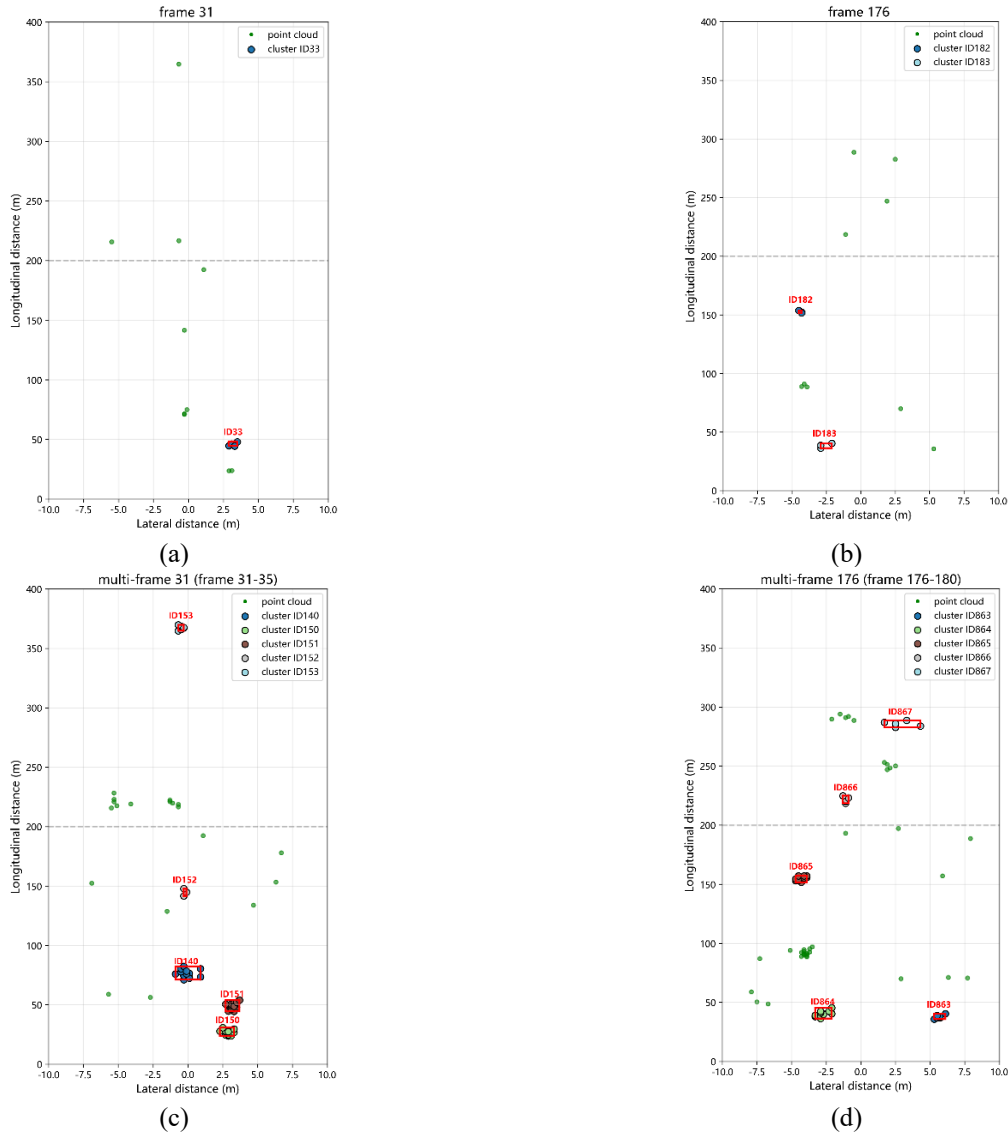 frame 31
point cloud
cluster ID33
ID33
400
350
300
250
200
150
100
50
0
-10.0 -7.5 -5.0 -2.5 0.0 2.5 5.0 7.5 10.0
Longitudinal distance (m)
Lateral distance (m)
(a)
frame 176
point cloud
cluster ID182
cluster ID183
ID182
ID183
400
350
300
250
200
150
100
50
0
-10.0 -7.5 -5.0 -2.5 0.0 2.5 5.0 7.5 10.0
Longitudinal distance (m)
Lateral distance (m)
(b)
multi-frame 31 (frame 31-35)
point cloud
cluster ID140
cluster ID150
cluster ID151
cluster ID152
cluster ID153
ID153
ID152
ID140
ID151
ID150
400
350
300
250
200
150
100
50
0
-10.0 -7.5 -5.0 -2.5 0.0 2.5 5.0 7.5 10.0
Longitudinal distance (m)
Lateral distance (m)
(c)
multi-frame 176 (frame 176-180)
point cloud
cluster ID863
cluster ID864
cluster ID865
cluster ID866
cluster ID867
ID867
ID866
ID865
ID864
ID863
400
350
300
250
200
150
100
50
0
-10.0 -7.5 -5.0 -2.5 0.0 2.5 5.0 7.5 10.0
Longitudinal distance (m)
Lateral distance (m)
(d)